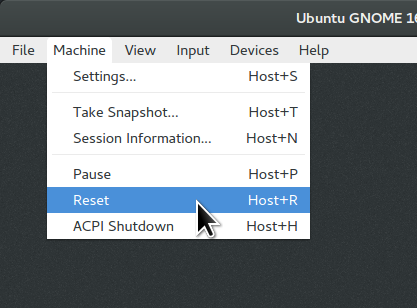 Ubuntu GNOME 16
File Machine View Input Devices Help
Settings... Host+S
Take Snapshot... Host+T
Session Information... Host+N
Pause Host+P
Reset Host+R
ACPI Shutdown Host+H